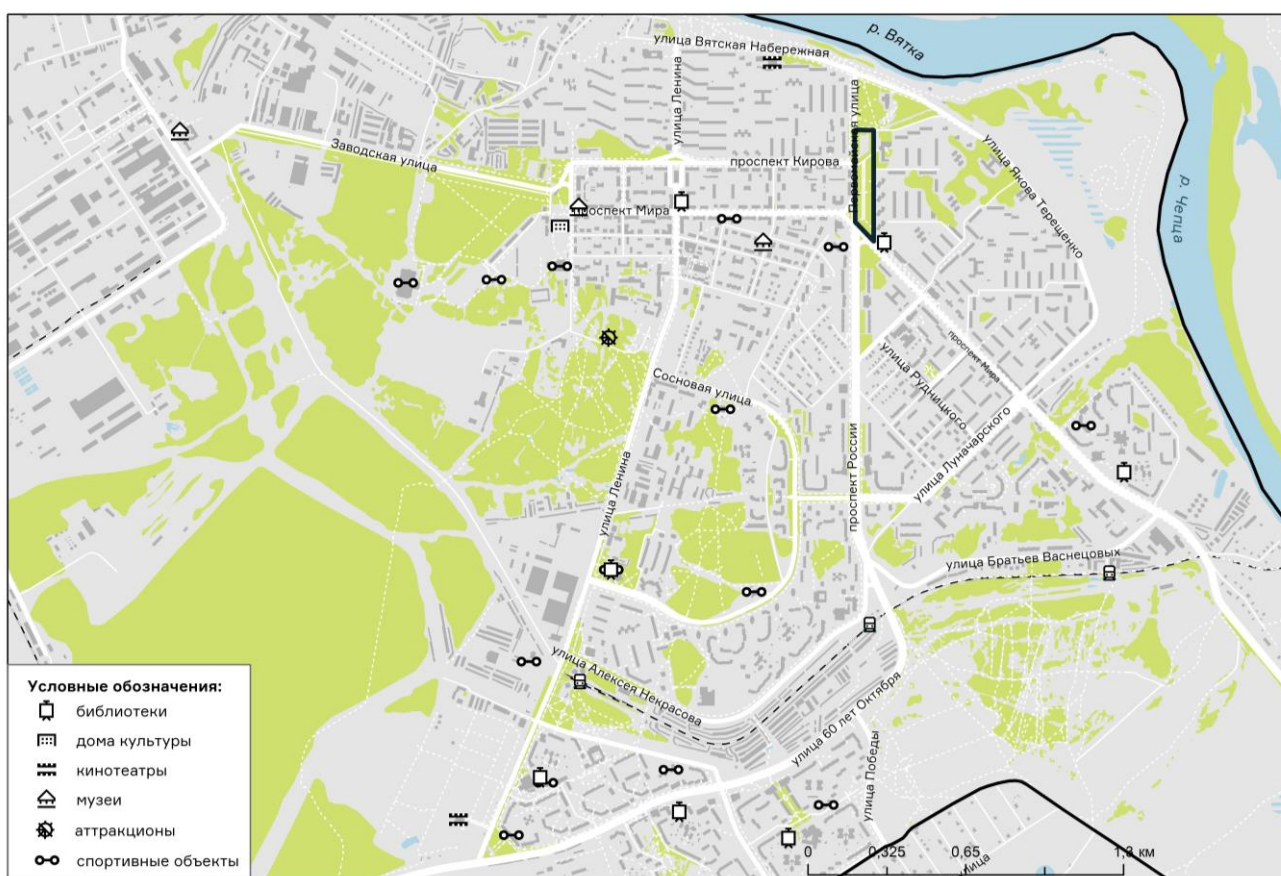 р. Вятка
улица Вятская Набережная
улица Ленина
Первомайская улица
улица Якова Терещенко
р. Чепца
Заводская улица
проспект Кирова
проспект Мира
проспект Мира
улица Рудницкого
Сосновая улица
улица Луначарского
улица Ленина
проспект России
улица Братьев Васнецовых
улица Алексея Некрасова
улица 60 лет Октября
улица Победы
улица
Условные обозначения:
библиотеки
дома культуры
кинотеатры
музеи
аттракционы
спортивные объекты
0 0,325 0,65 1,3 км